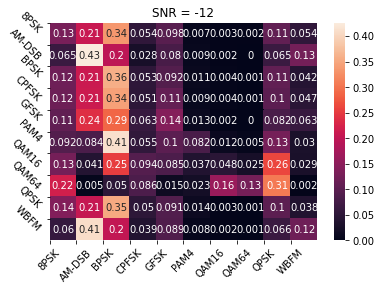 SNR = -12
8PSK 0.13 0.21 0.34 0.054 0.098 0.007 0.003 0.002 0.11 0.054
AM-DSB 0.065 0.43 0.2 0.028 0.08 0.009 0.002 0 0.065 0.13
BPSK 0.12 0.21 0.36 0.053 0.092 0.011 0.004 0.001 0.11 0.042
CPFSK 0.12 0.21 0.34 0.051 0.11 0.009 0.004 0.001 0.1 0.047
GFSK 0.11 0.24 0.29 0.063 0.14 0.013 0.002 0 0.082 0.063
PAM4 0.092 0.084 0.41 0.055 0.1 0.082 0.012 0.005 0.13 0.03
QAM16 0.13 0.041 0.25 0.094 0.085 0.037 0.048 0.025 0.26 0.029
QAM64 0.22 0.005 0.05 0.086 0.015 0.023 0.16 0.13 0.31 0.002
QPSK 0.14 0.21 0.35 0.05 0.091 0.014 0.003 0.001 0.1 0.038
WBFM 0.06 0.41 0.2 0.039 0.089 0.008 0.002 0.001 0.066 0.12
8PSK AM-DSB BPSK CPFSK GFSK PAM4 QAM16 QAM64 QPSK WBFM
0.40
0.35
0.30
0.25
0.20
0.15
0.10
0.05
0.00